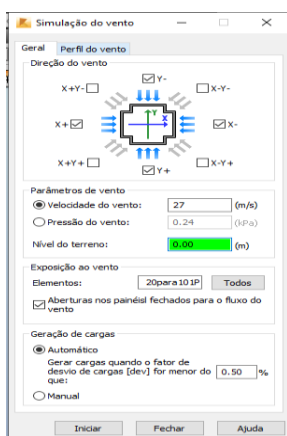 Simulação do vento
Geral Perfil do vento
Direção do vento
Y-
X+Y- X-Y-
Y
X
X+ X-
X+Y+ X-Y+
Y+
Parâmetros de vento
Velocidade do vento: 27 (m/s)
Pressão do vento: 0.24 (kPa)
Nível do terreno: 0.00 (m)
Exposição ao vento
Elementos: 20para101P Todos
Aberturas nos painéisl fechados para o fluxo do
vento
Geração de cargas
Automático
Gerar cargas quando o fator de
desvio de cargas [dev] for menor do 0.50 %
que:
Manual
Iniciar Fechar Ajuda